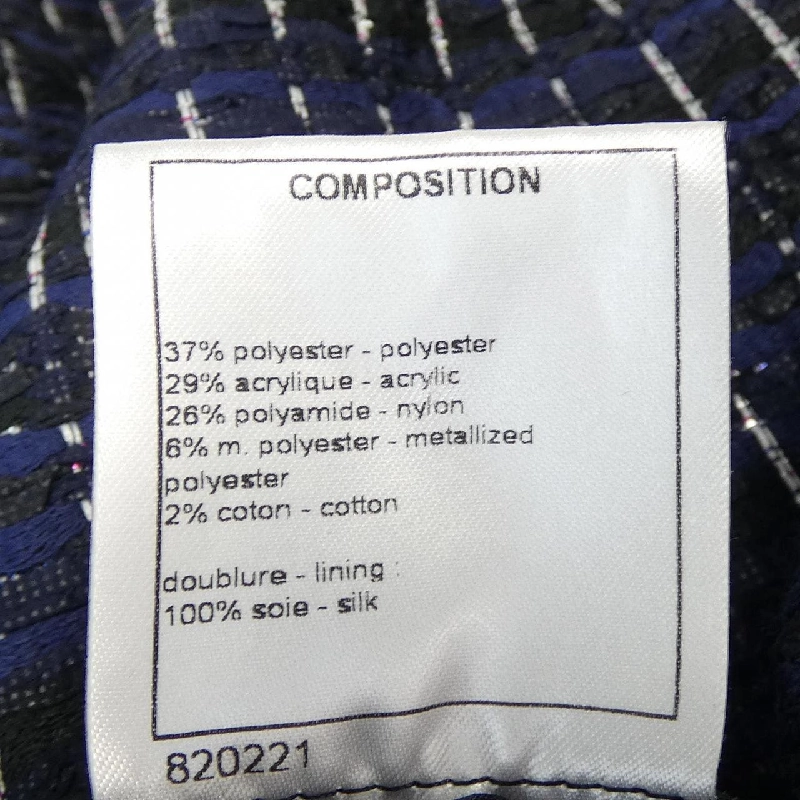 COMPOSITION
37% polyester - polyester
29% acrylique - acrylic
26% polyamide - nylon
6% m. polyester - metallized
polyester
2% coton - cotton
doublure - lining :
100% soie - silk
820221